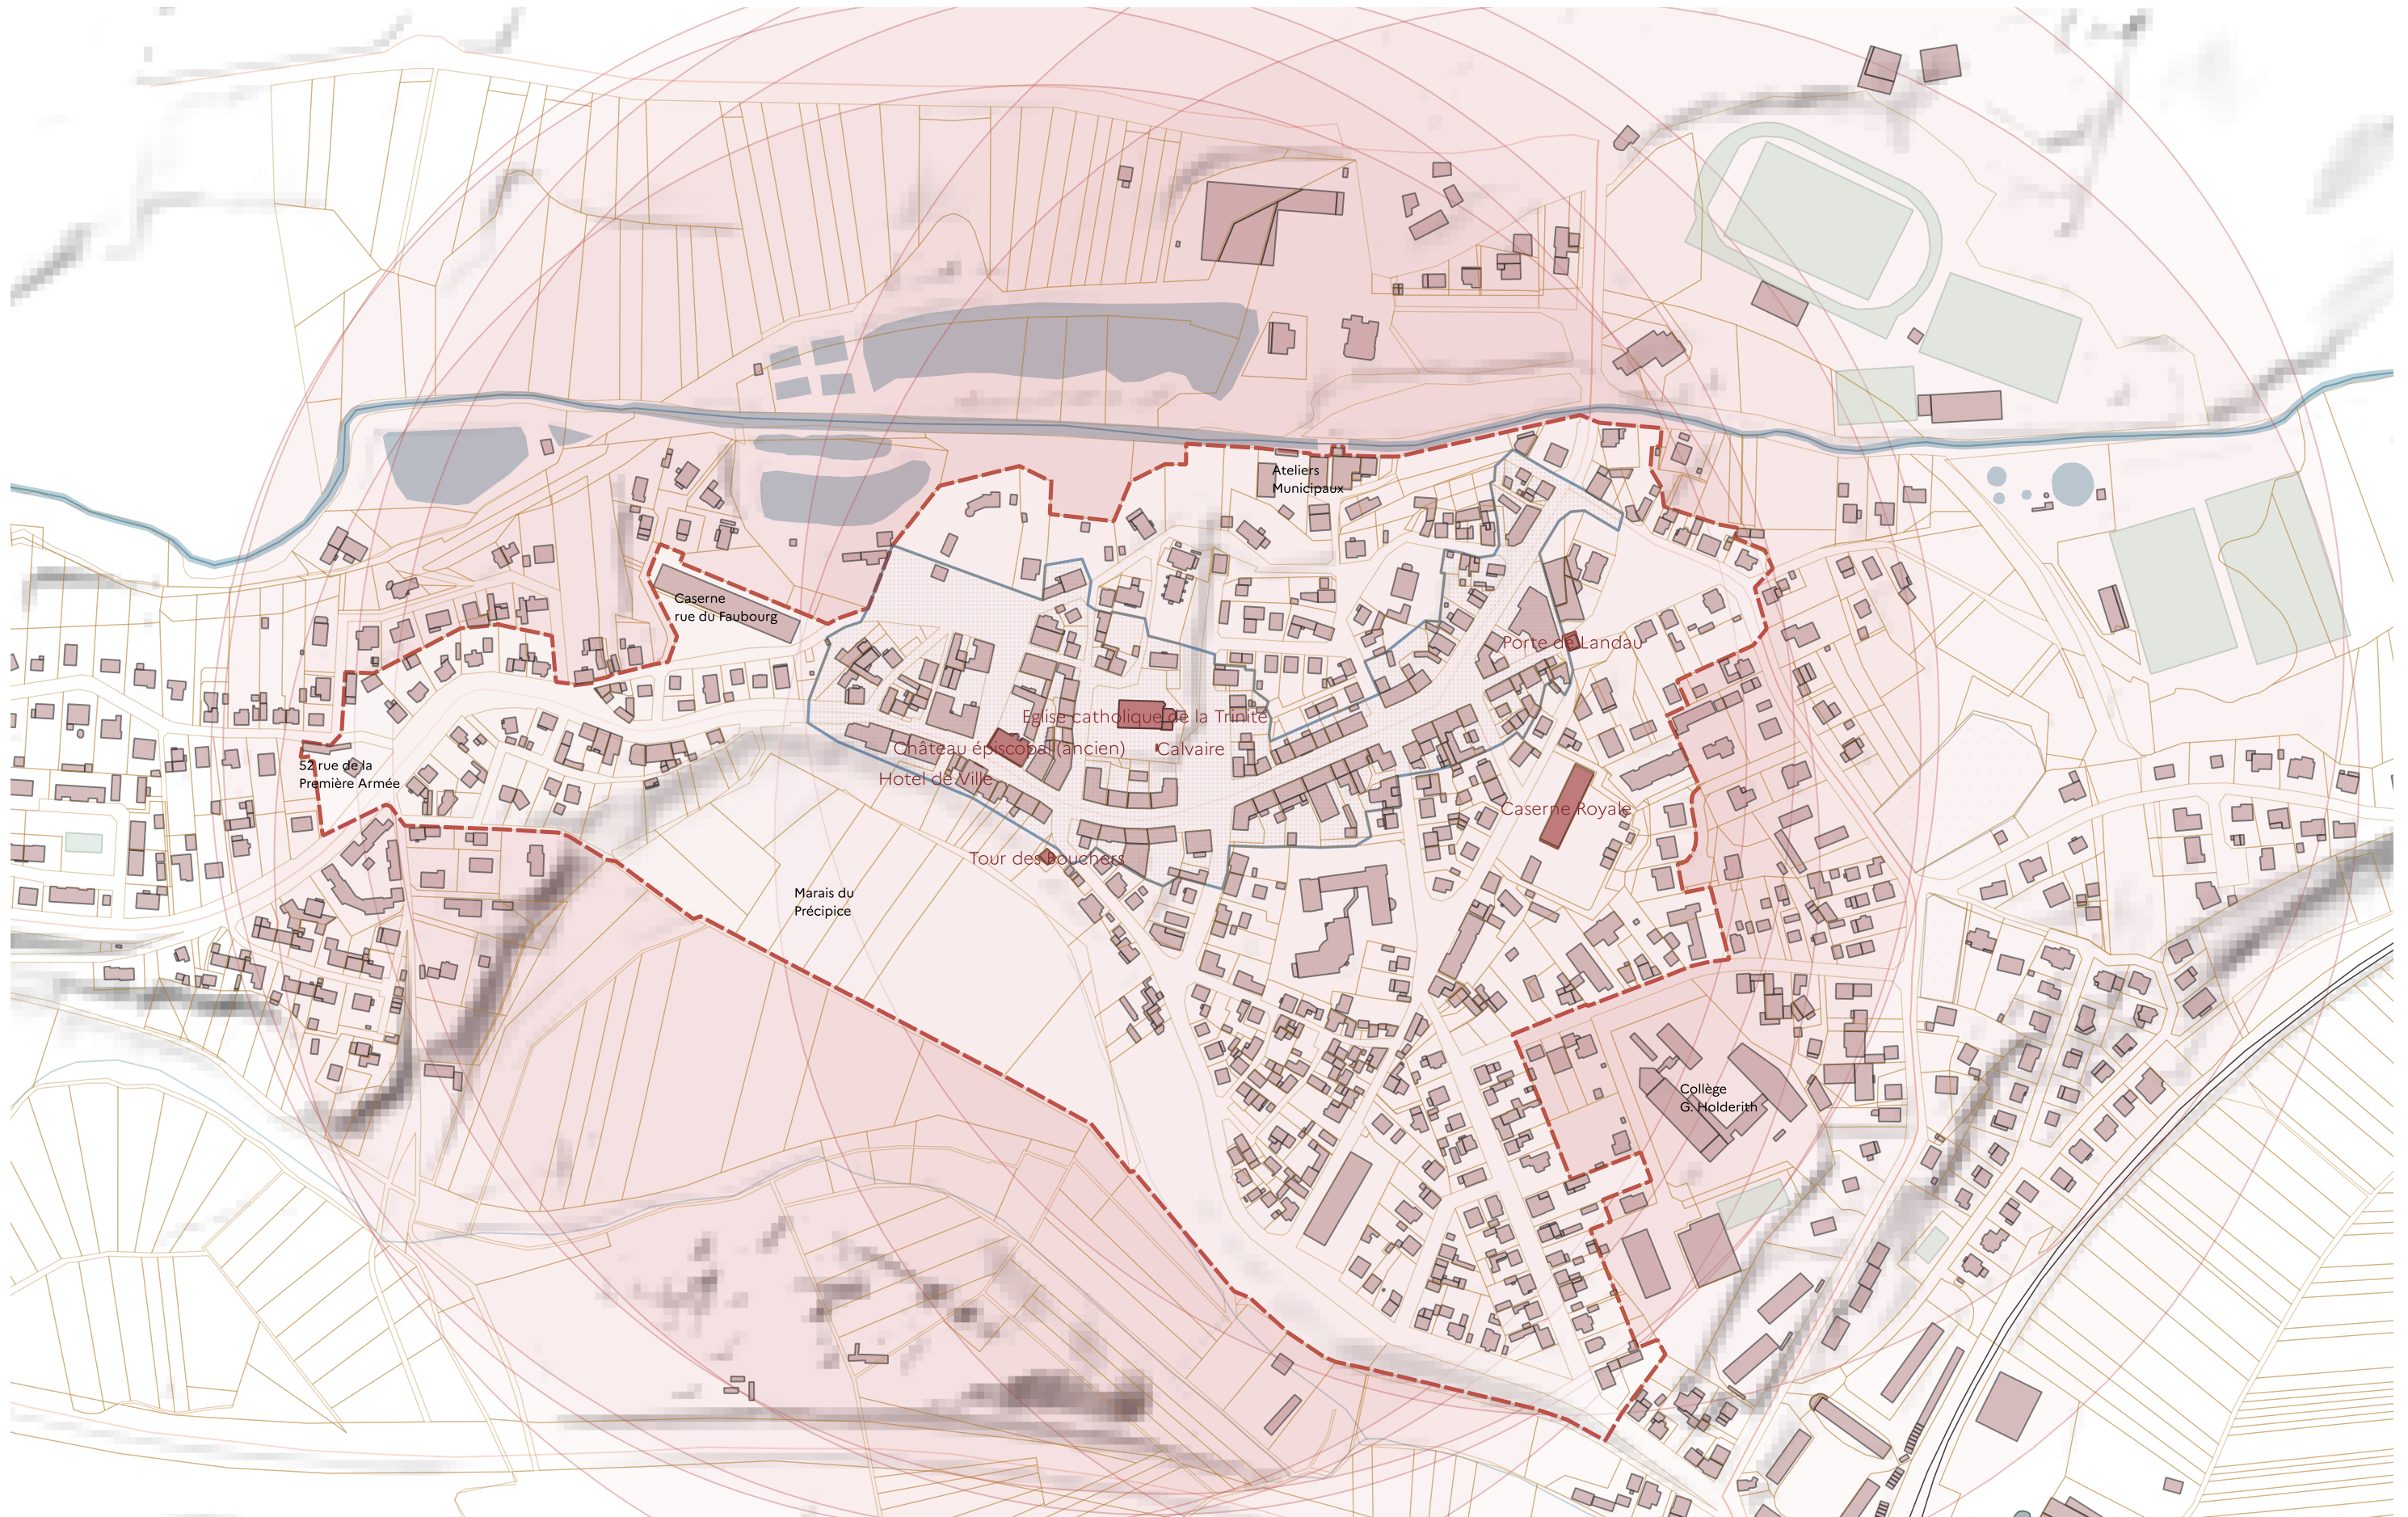 Ateliers
Municipaux
Caserne
rue du Faubourg
Porte de Landau
Eglise catholique de la Trinité
Château épiscopal (ancien)
Calvaire
52 rue de la
Première Armée
Hotel de Ville
Caserne Royale
Tour des bouchers
Marais du
Précipice
Collège
G. Holderith